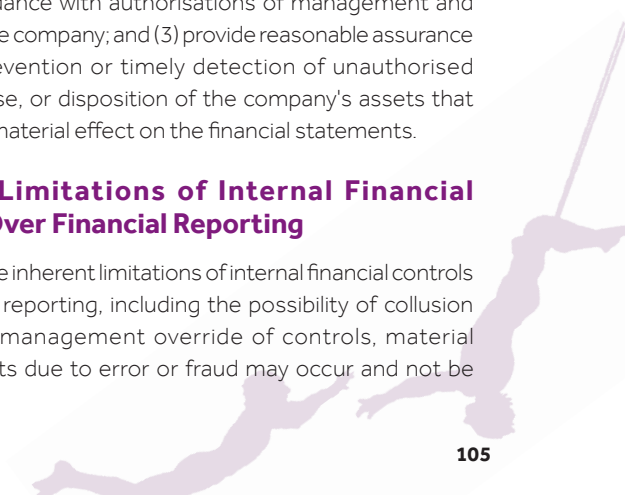 dance with authorisations of management and
e company; and (3) provide reasonable assurance
evention or timely detection of unauthorised
se, or disposition of the company's assets that
material effect on the financial statements.
Limitations of Internal Financial
Over Financial Reporting
e inherent limitations of internal financial controls
reporting, including the possibility of collusion
management override of controls, material
ts due to error or fraud may occur and not be
105